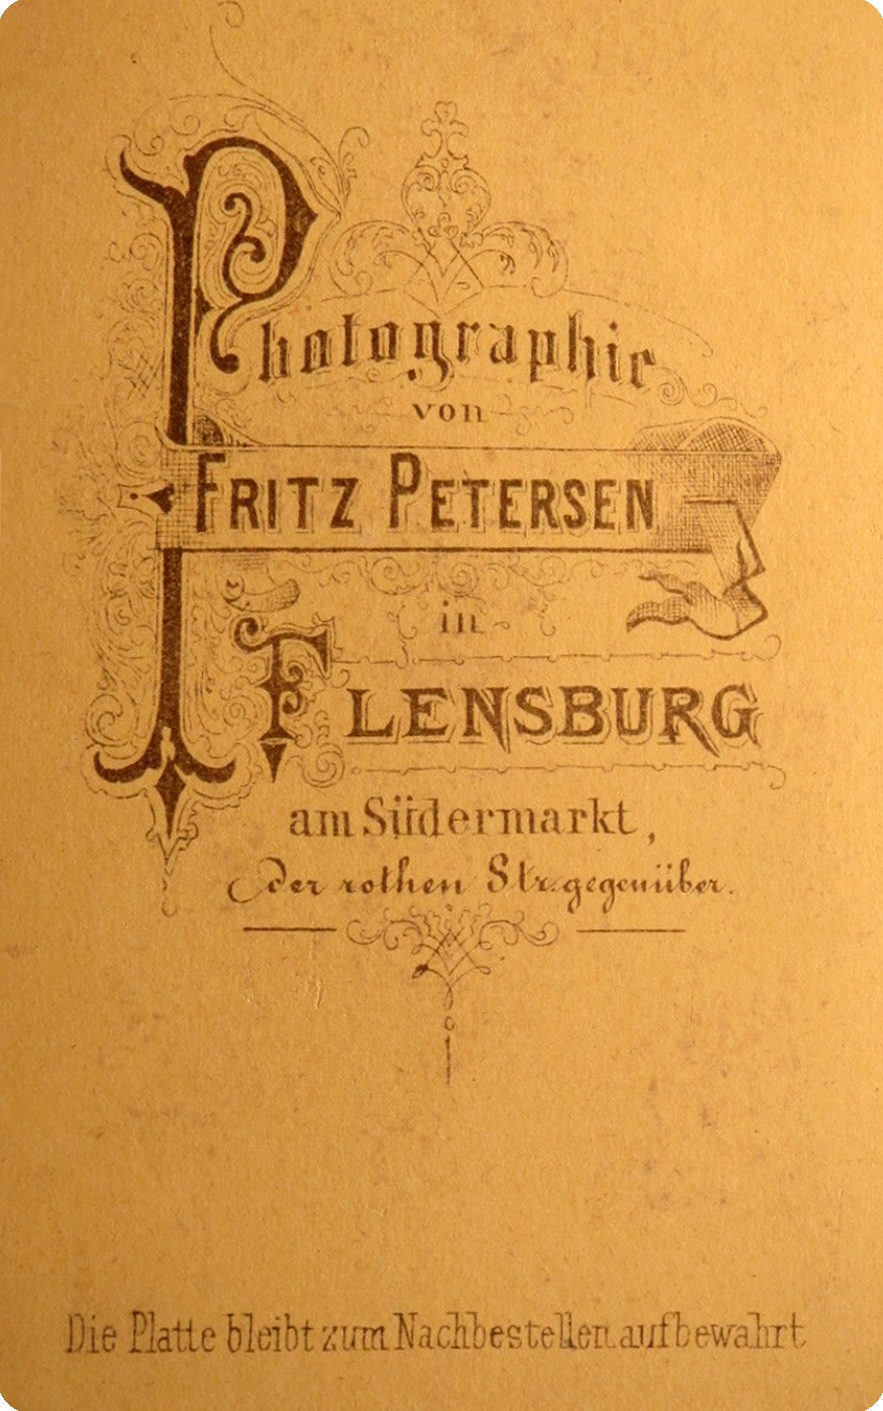 Photographie
von
FRITZ PETERSEN
in
FLENSBURG
am Südermarkt,
der rothen Str. gegenüber.
Die Platte bleibt zum Nachbestellen aufbewahrt